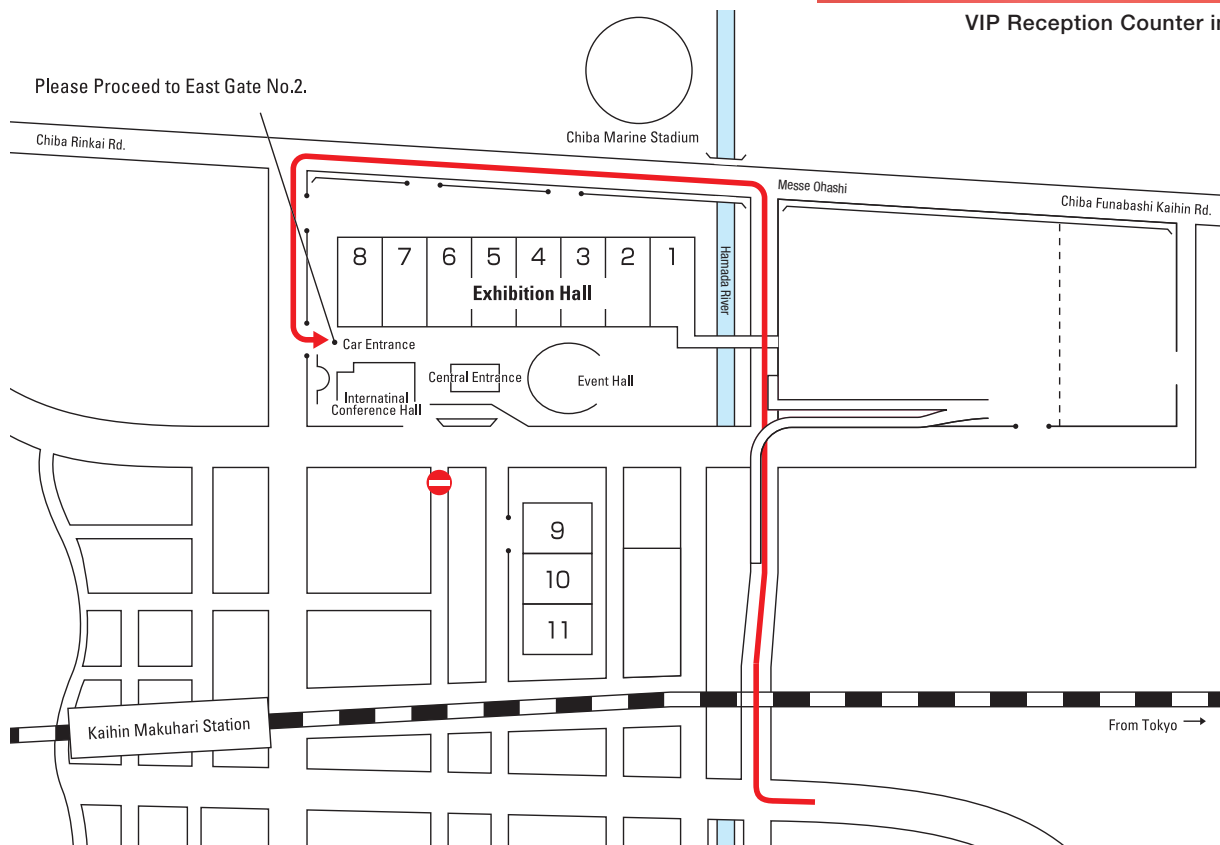 VIP Reception Counter i
Please Proceed to East Gate No.2.
Chiba Marine Stadium
Chiba Rinkai Rd.
Messe Ohashi
Chiba Funabashi Kaihin Rd.
8 7 6 5 4 3 2 1
Exhibition Hall
Hamada River
Car Entrance
Central Entrance
Event Hall
Internatinal
Conference Hall
9
10
11
Kaihin Makuhari Station
From Tokyo →